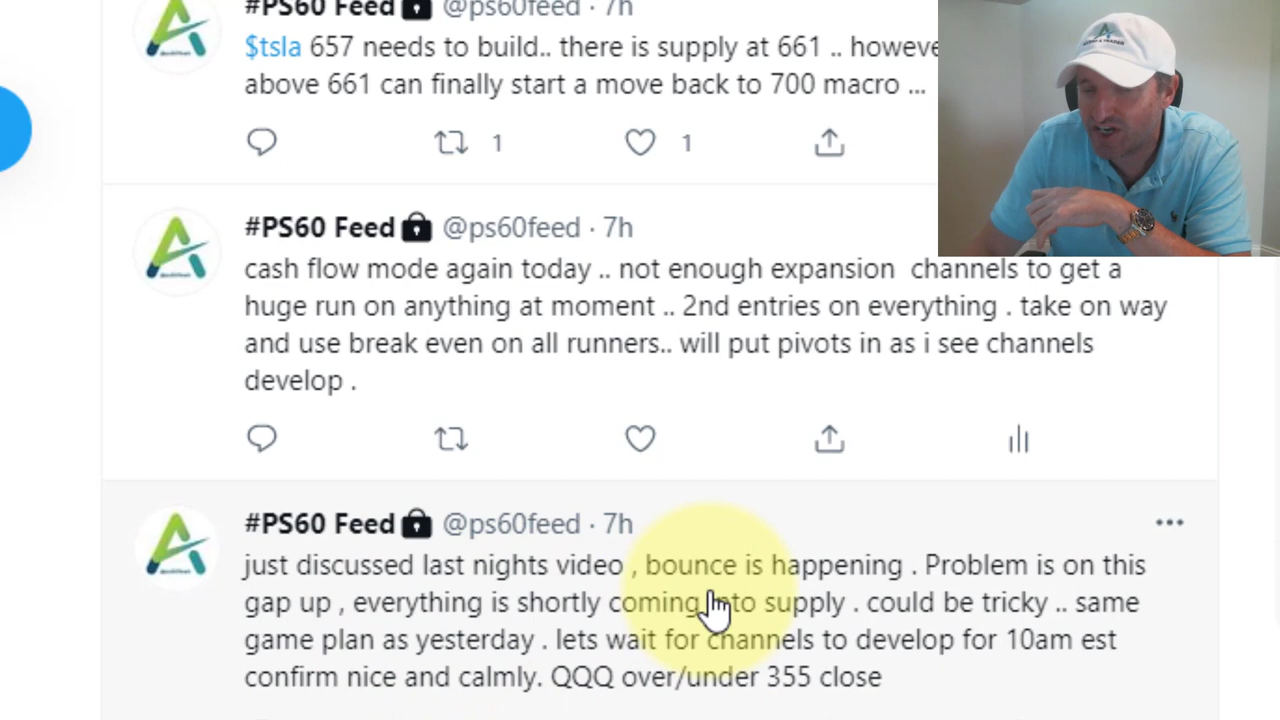 #PS60 Feed @ps60feed · 7h
$tsla 657 needs to build.. there is supply at 661 .. howeve
above 661 can finally start a move back to 700 macro ...
1 1
#PS60 Feed @ps60feed · 7h
cash flow mode again today .. not enough expansion channels to get a
huge run on anything at moment .. 2nd entries on everything . take on way
and use break even on all runners.. will put pivots in as i see channels
develop .
#PS60 Feed @ps60feed · 7h
just discussed last nights video , bounce is happening . Problem is on this
gap up , everything is shortly coming into supply . could be tricky .. same
game plan as yesterday . lets wait for channels to develop for 10am est
confirm nice and calmly. QQQ over/under 355 close